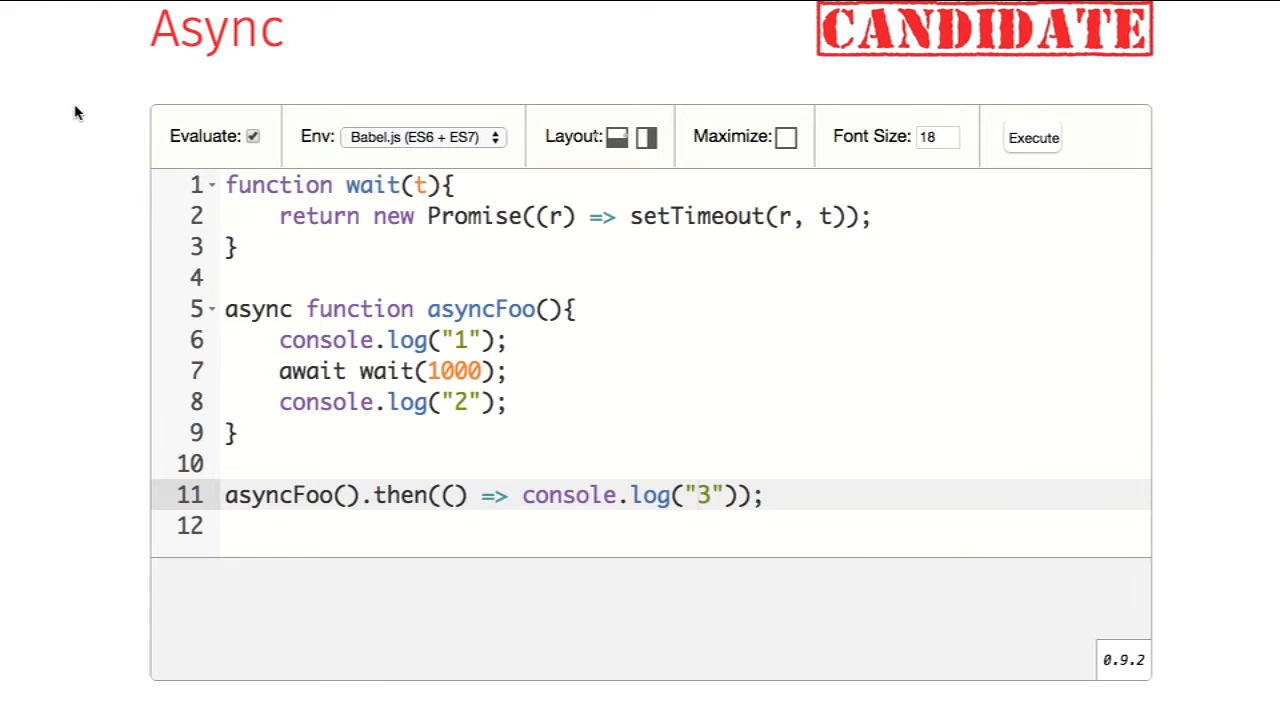 Async
CANDIDATE
Evaluate: Env: Babel.js (ES6 + ES7) Layout: Maximize: Font Size: 18 Execute
1 function wait(t){
2 return new Promise((r) => setTimeout(r, t));
3 }
4
5 async function asyncFoo(){
6 console.log("1");
7 await wait(1000);
8 console.log("2");
9 }
10
11 asyncFoo().then(() => console.log("3"));
12
0.9.2